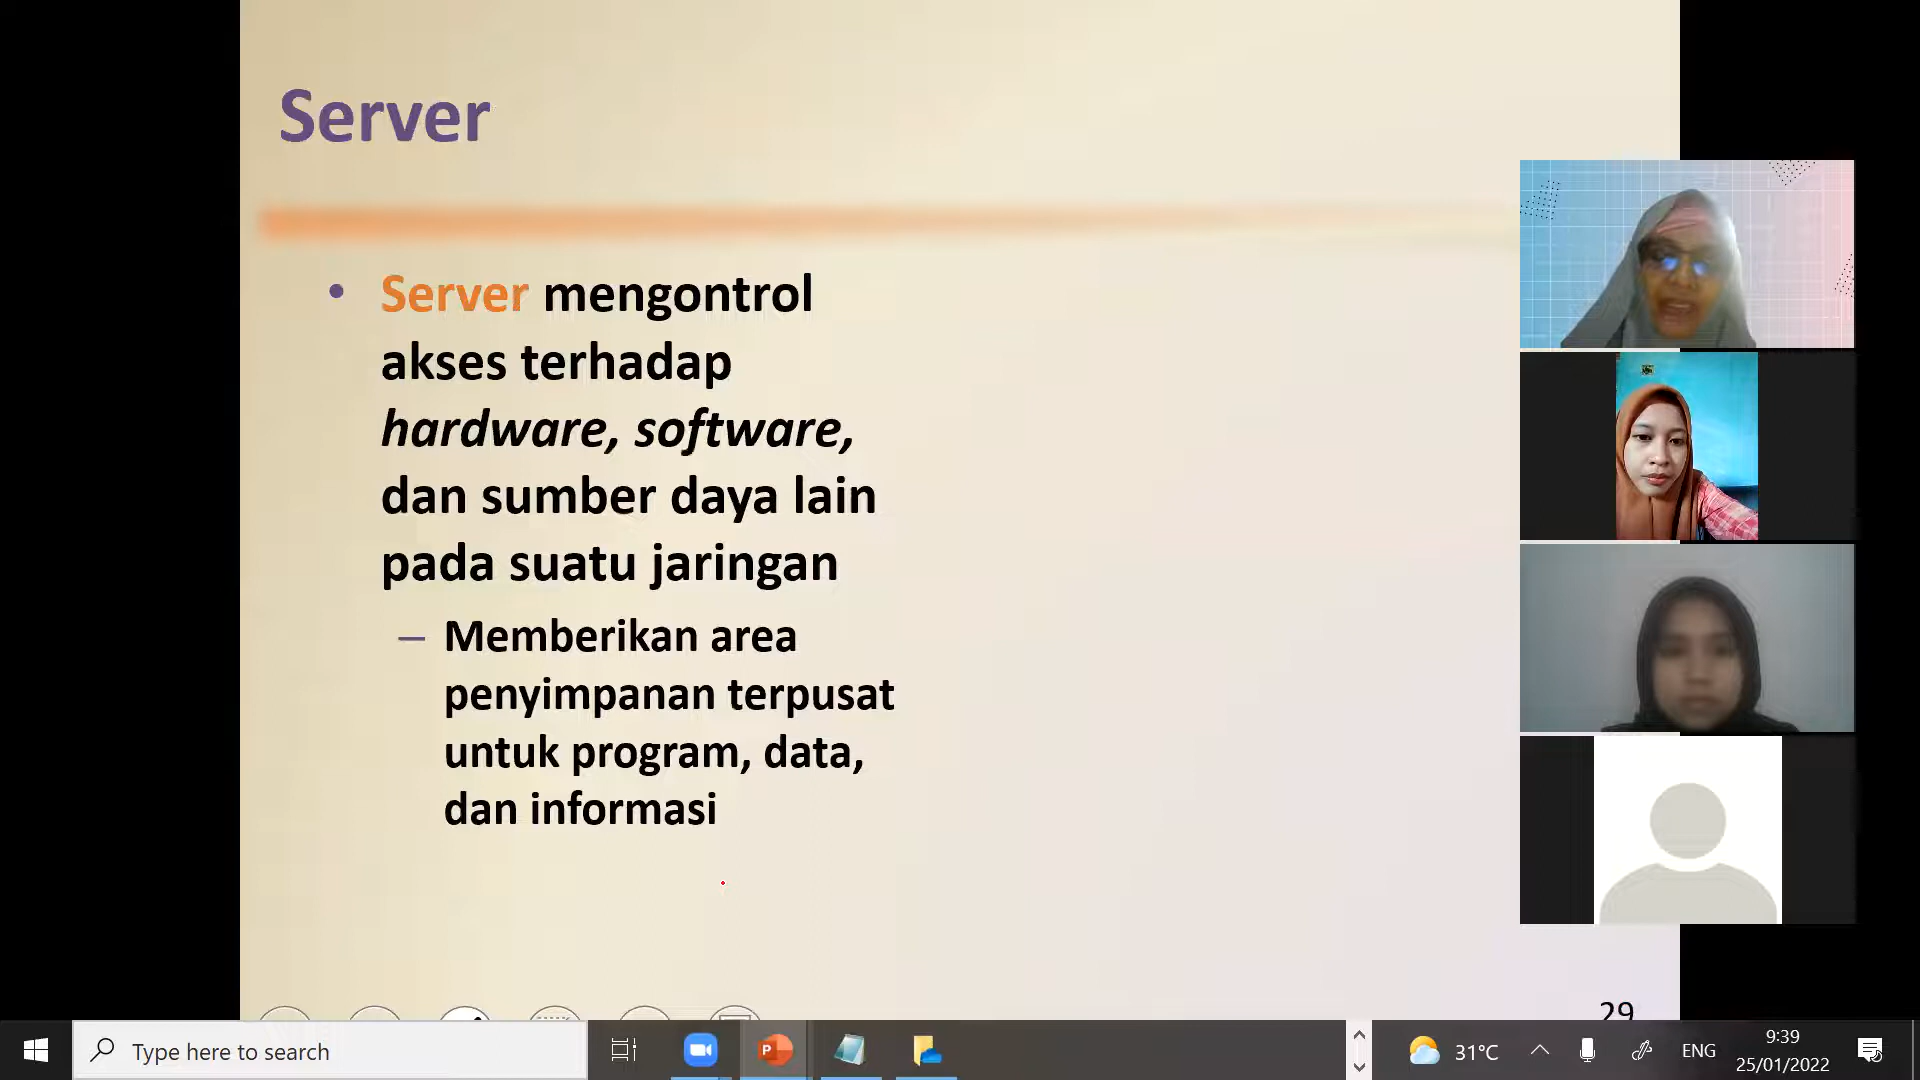 Server
• Server mengontrol
akses terhadap
hardware, software,
dan sumber daya lain
pada suatu jaringan
– Memberikan area
penyimpanan terpusat
untuk program, data,
dan informasi
29
Type here to search
31°C
ENG
9:39
25/01/2022